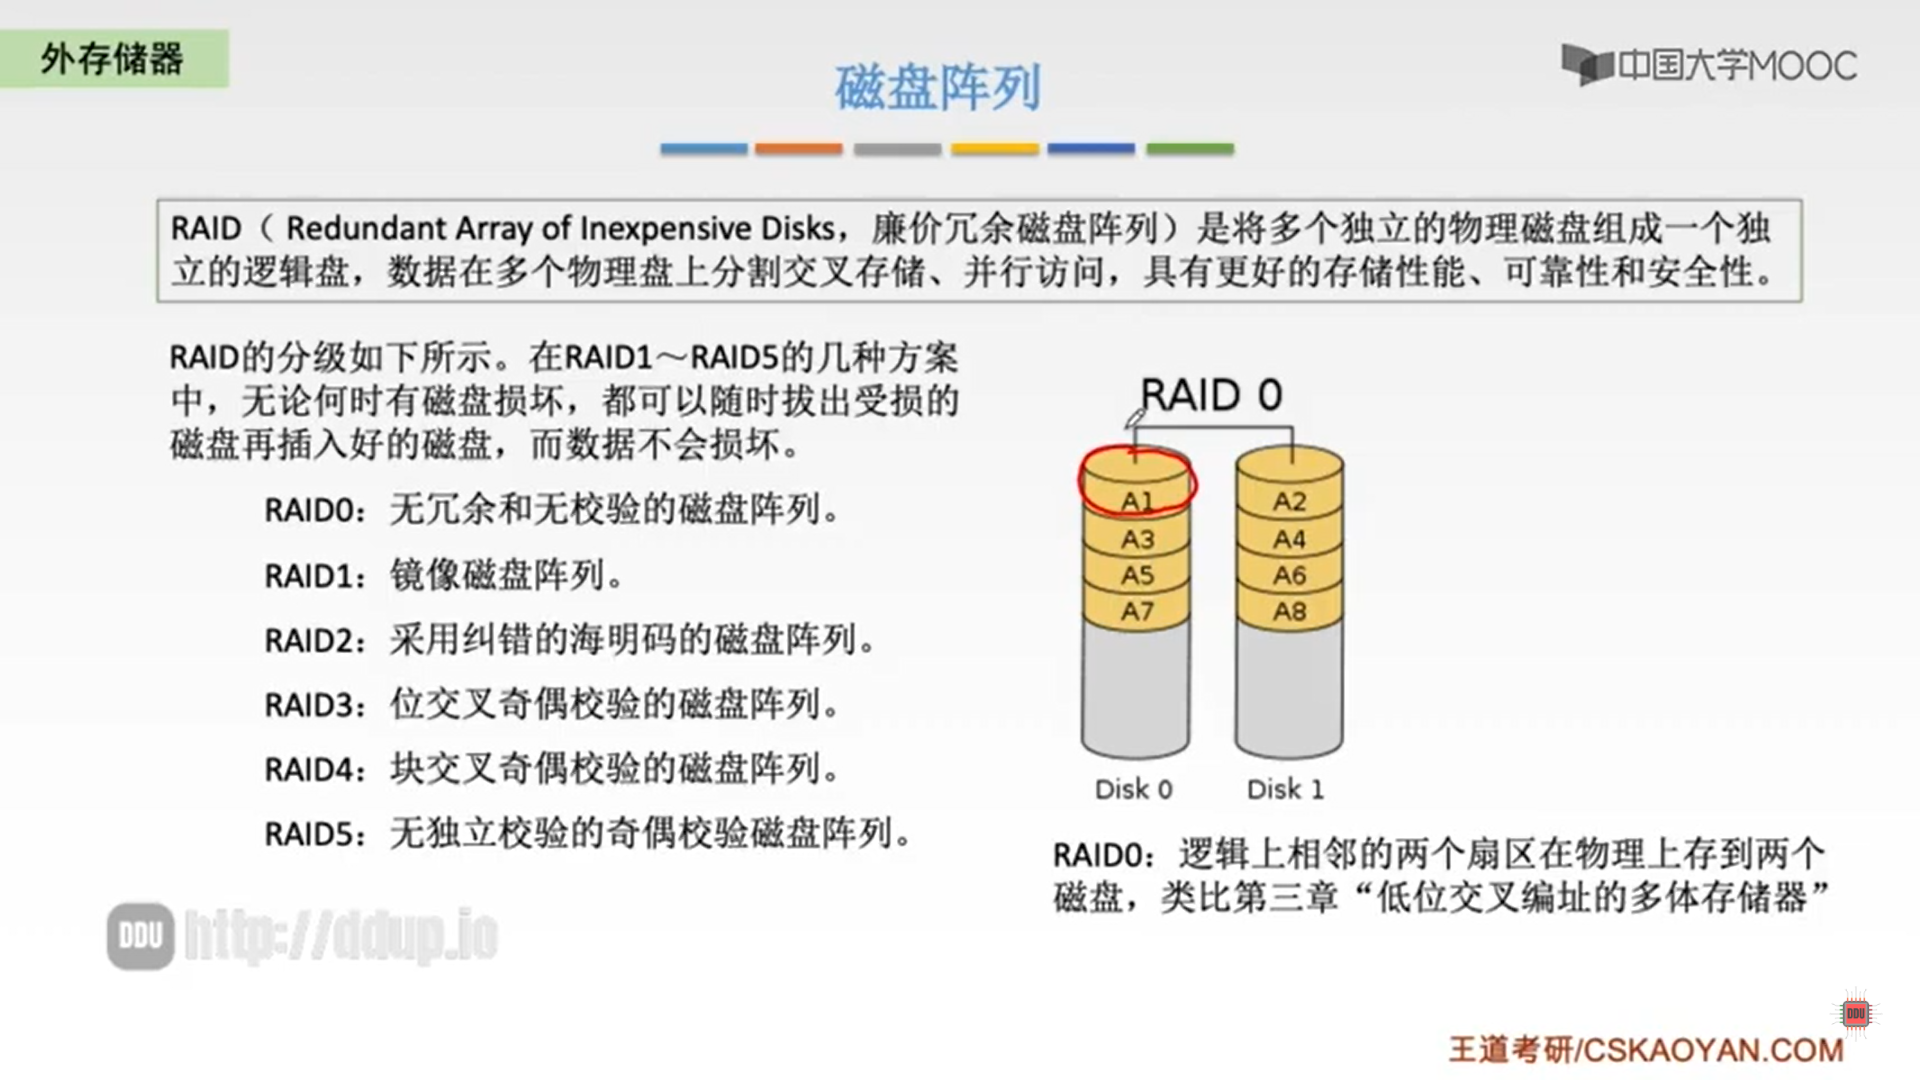 外存储器
中国大学MOOC
磁盘阵列
RAID（ Redundant Array of Inexpensive Disks，廉价冗余磁盘阵列）是将多个独立的物理磁盘组成一个独
立的逻辑盘，数据在多个物理盘上分割交叉存储、并行访问，具有更好的存储性能、可靠性和安全性。
RAID的分级如下所示。在RAID1～RAID5的几种方案
中，无论何时有磁盘损坏，都可以随时拔出受损的
磁盘再插入好的磁盘，而数据不会损坏。
RAID0：无冗余和无校验的磁盘阵列。
RAID1：镜像磁盘阵列。
RAID2：采用纠错的海明码的磁盘阵列。
RAID3：位交叉奇偶校验的磁盘阵列。
RAID4：块交叉奇偶校验的磁盘阵列。
RAID5：无独立校验的奇偶校验磁盘阵列。
RAID 0
A1 A2
A3 A4
A5 A6
A7 A8
Disk 0 Disk 1
RAID0：逻辑上相邻的两个扇区在物理上存到两个
磁盘，类比第三章“低位交叉编址的多体存储器”
DDU http://ddup.io
DDU
王道考研/CSKAOYAN.COM